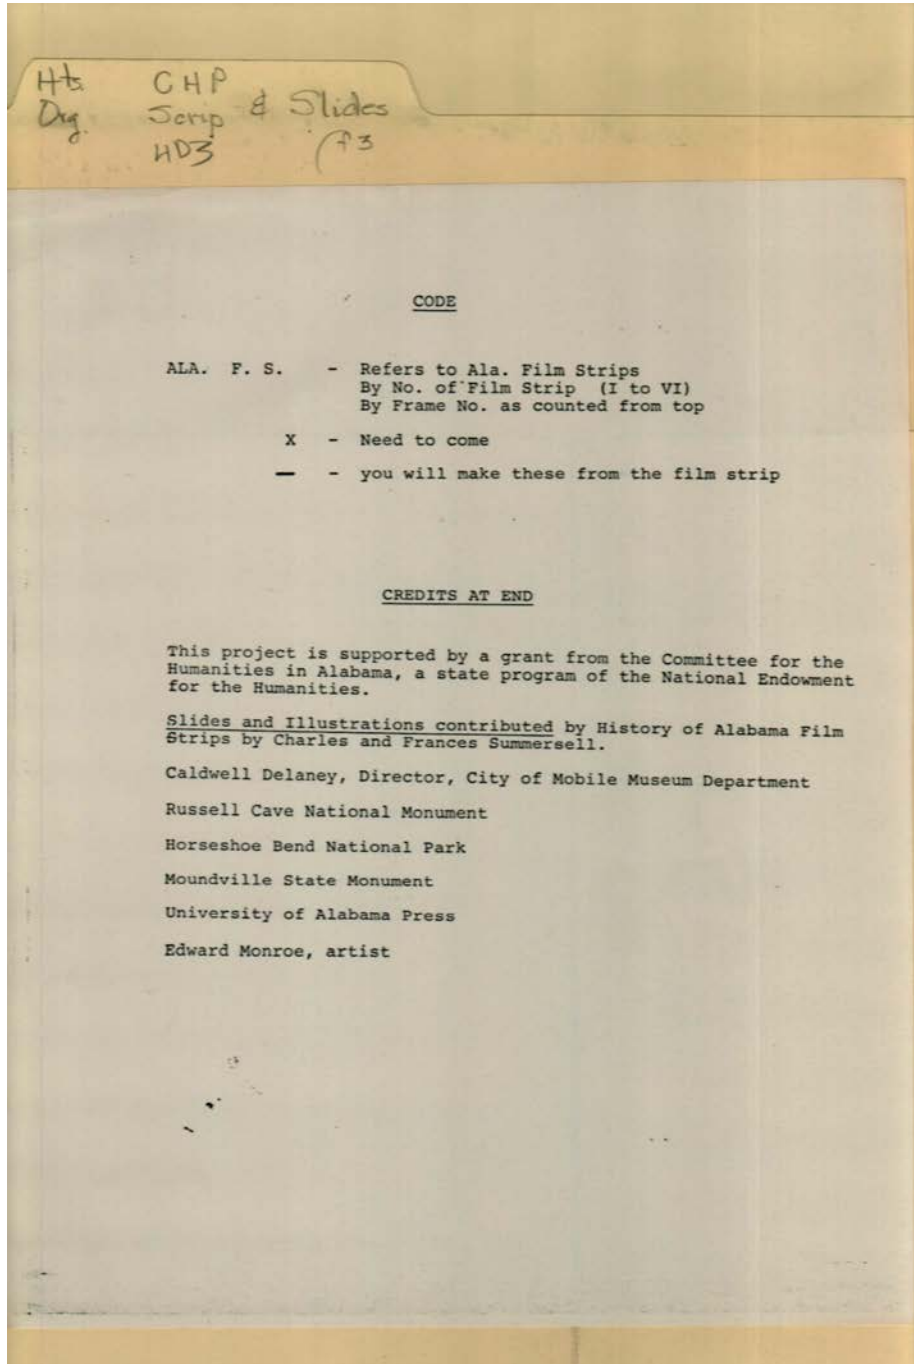 Hts. CHP
Org. Scrip & Slides
HD3 (f3
CODE
ALA. F. S. - Refers to Ala. Film Strips
By No. of Film Strip (I to VI)
By Frame No. as counted from top
X - Need to come
— - you will make these from the film strip
CREDITS AT END
This project is supported by a grant from the Committee for the
Humanities in Alabama, a state program of the National Endowment
for the Humanities.
Slides and Illustrations contributed by History of Alabama Film
Strips by Charles and Frances Summersell.
Caldwell Delaney, Director, City of Mobile Museum Department
Russell Cave National Monument
Horseshoe Bend National Park
Moundville State Monument
University of Alabama Press
Edward Monroe, artist